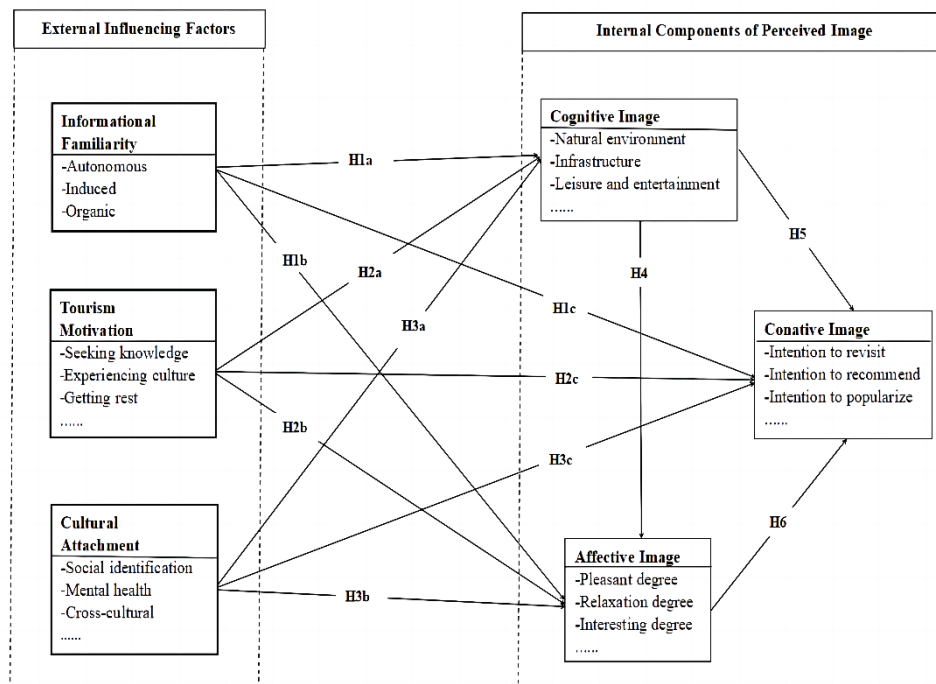 External Influencing Factors
Internal Components of Perceived Image
Informational
Familiarity
-Autonomous
-Induced
-Organic
Tourism
Motivation
-Seeking knowledge
-Experiencing culture
-Getting rest
......
Cultural
Attachment
-Social identification
-Mental health
-Cross-cultural
......
H1a
H1b
H2a
H3a
H1c
H2c
H2b
H3c
H3b
Cognitive Image
-Natural environment
-Infrastructure
-Leisure and entertainment
......
H4
H5
Conative Image
-Intention to revisit
-Intention to recommend
-Intention to popularize
......
H6
Affective Image
-Pleasant degree
-Relaxation degree
-Interesting degree
......